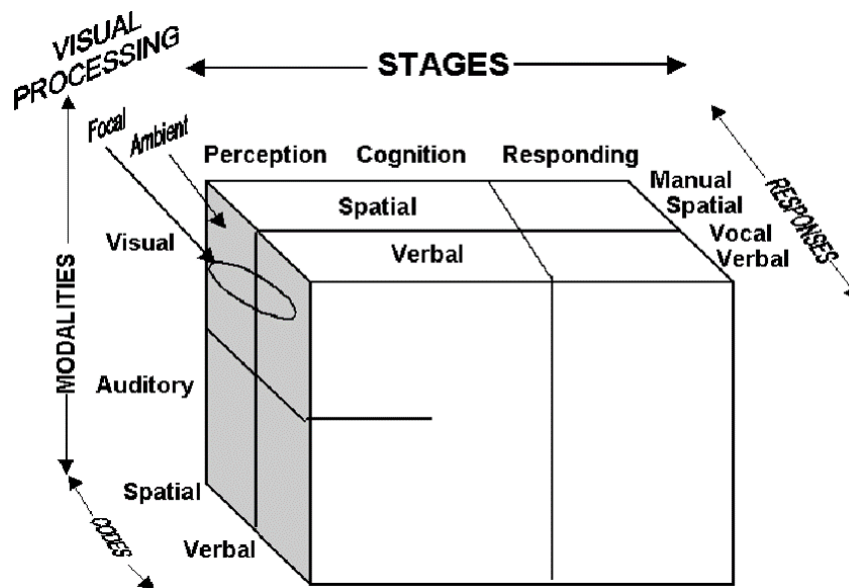 VISUAL
PROCESSING
STAGES
Focal
Ambient
Perception Cognition Responding
Manual
Spatial
Spatial
Vocal
Visual
Verbal
Verbal
RESPONSES
MODALITIES
Auditory
Spatial
Verbal
CODES